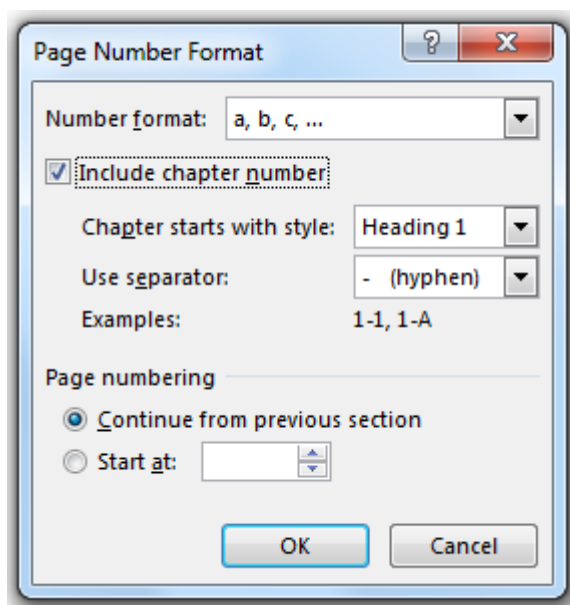 Page Number Format
Number format: a, b, c, ...
Include chapter number
Chapter starts with style: Heading 1
Use separator: - (hyphen)
Examples: 1-1, 1-A
Page numbering
Continue from previous section
Start at:
OK Cancel